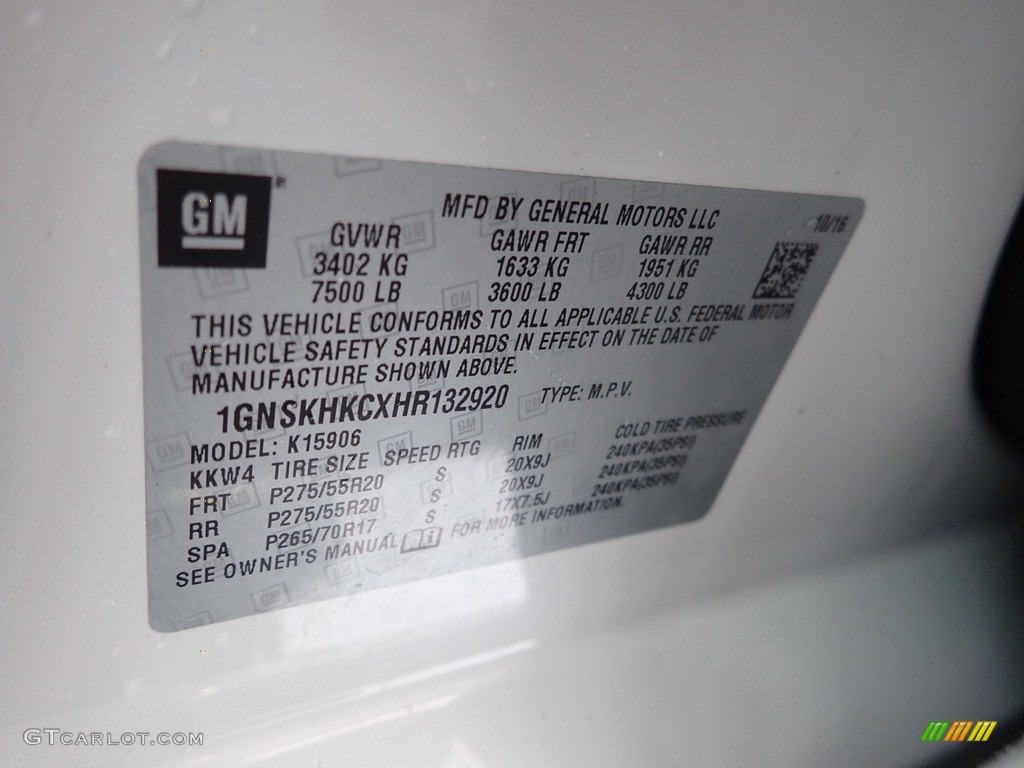 GM®
MFD BY GENERAL MOTORS LLC
10/16
GVWR GAWR FRT GAWR RR
3402 KG 1633 KG 1951 KG
7500 LB 3600 LB 4300 LB
THIS VEHICLE CONFORMS TO ALL APPLICABLE U.S. FEDERAL MOTOR
VEHICLE SAFETY STANDARDS IN EFFECT ON THE DATE OF
MANUFACTURE SHOWN ABOVE.
1GNSKHKCXHR132920 TYPE: M.P.V.
MODEL: K15906
KKW4 TIRE SIZE SPEED RTG RIM COLD TIRE PRESSURE
FRT P275/55R20 S 20X9J 240KPA(35PSI)
RR P275/55R20 S 20X9J 240KPA(35PSI)
SPA P265/70R17 S 17X7.5J 240KPA(35PSI)
SEE OWNER'S MANUAL FOR MORE INFORMATION.
GTCARLOT.COM